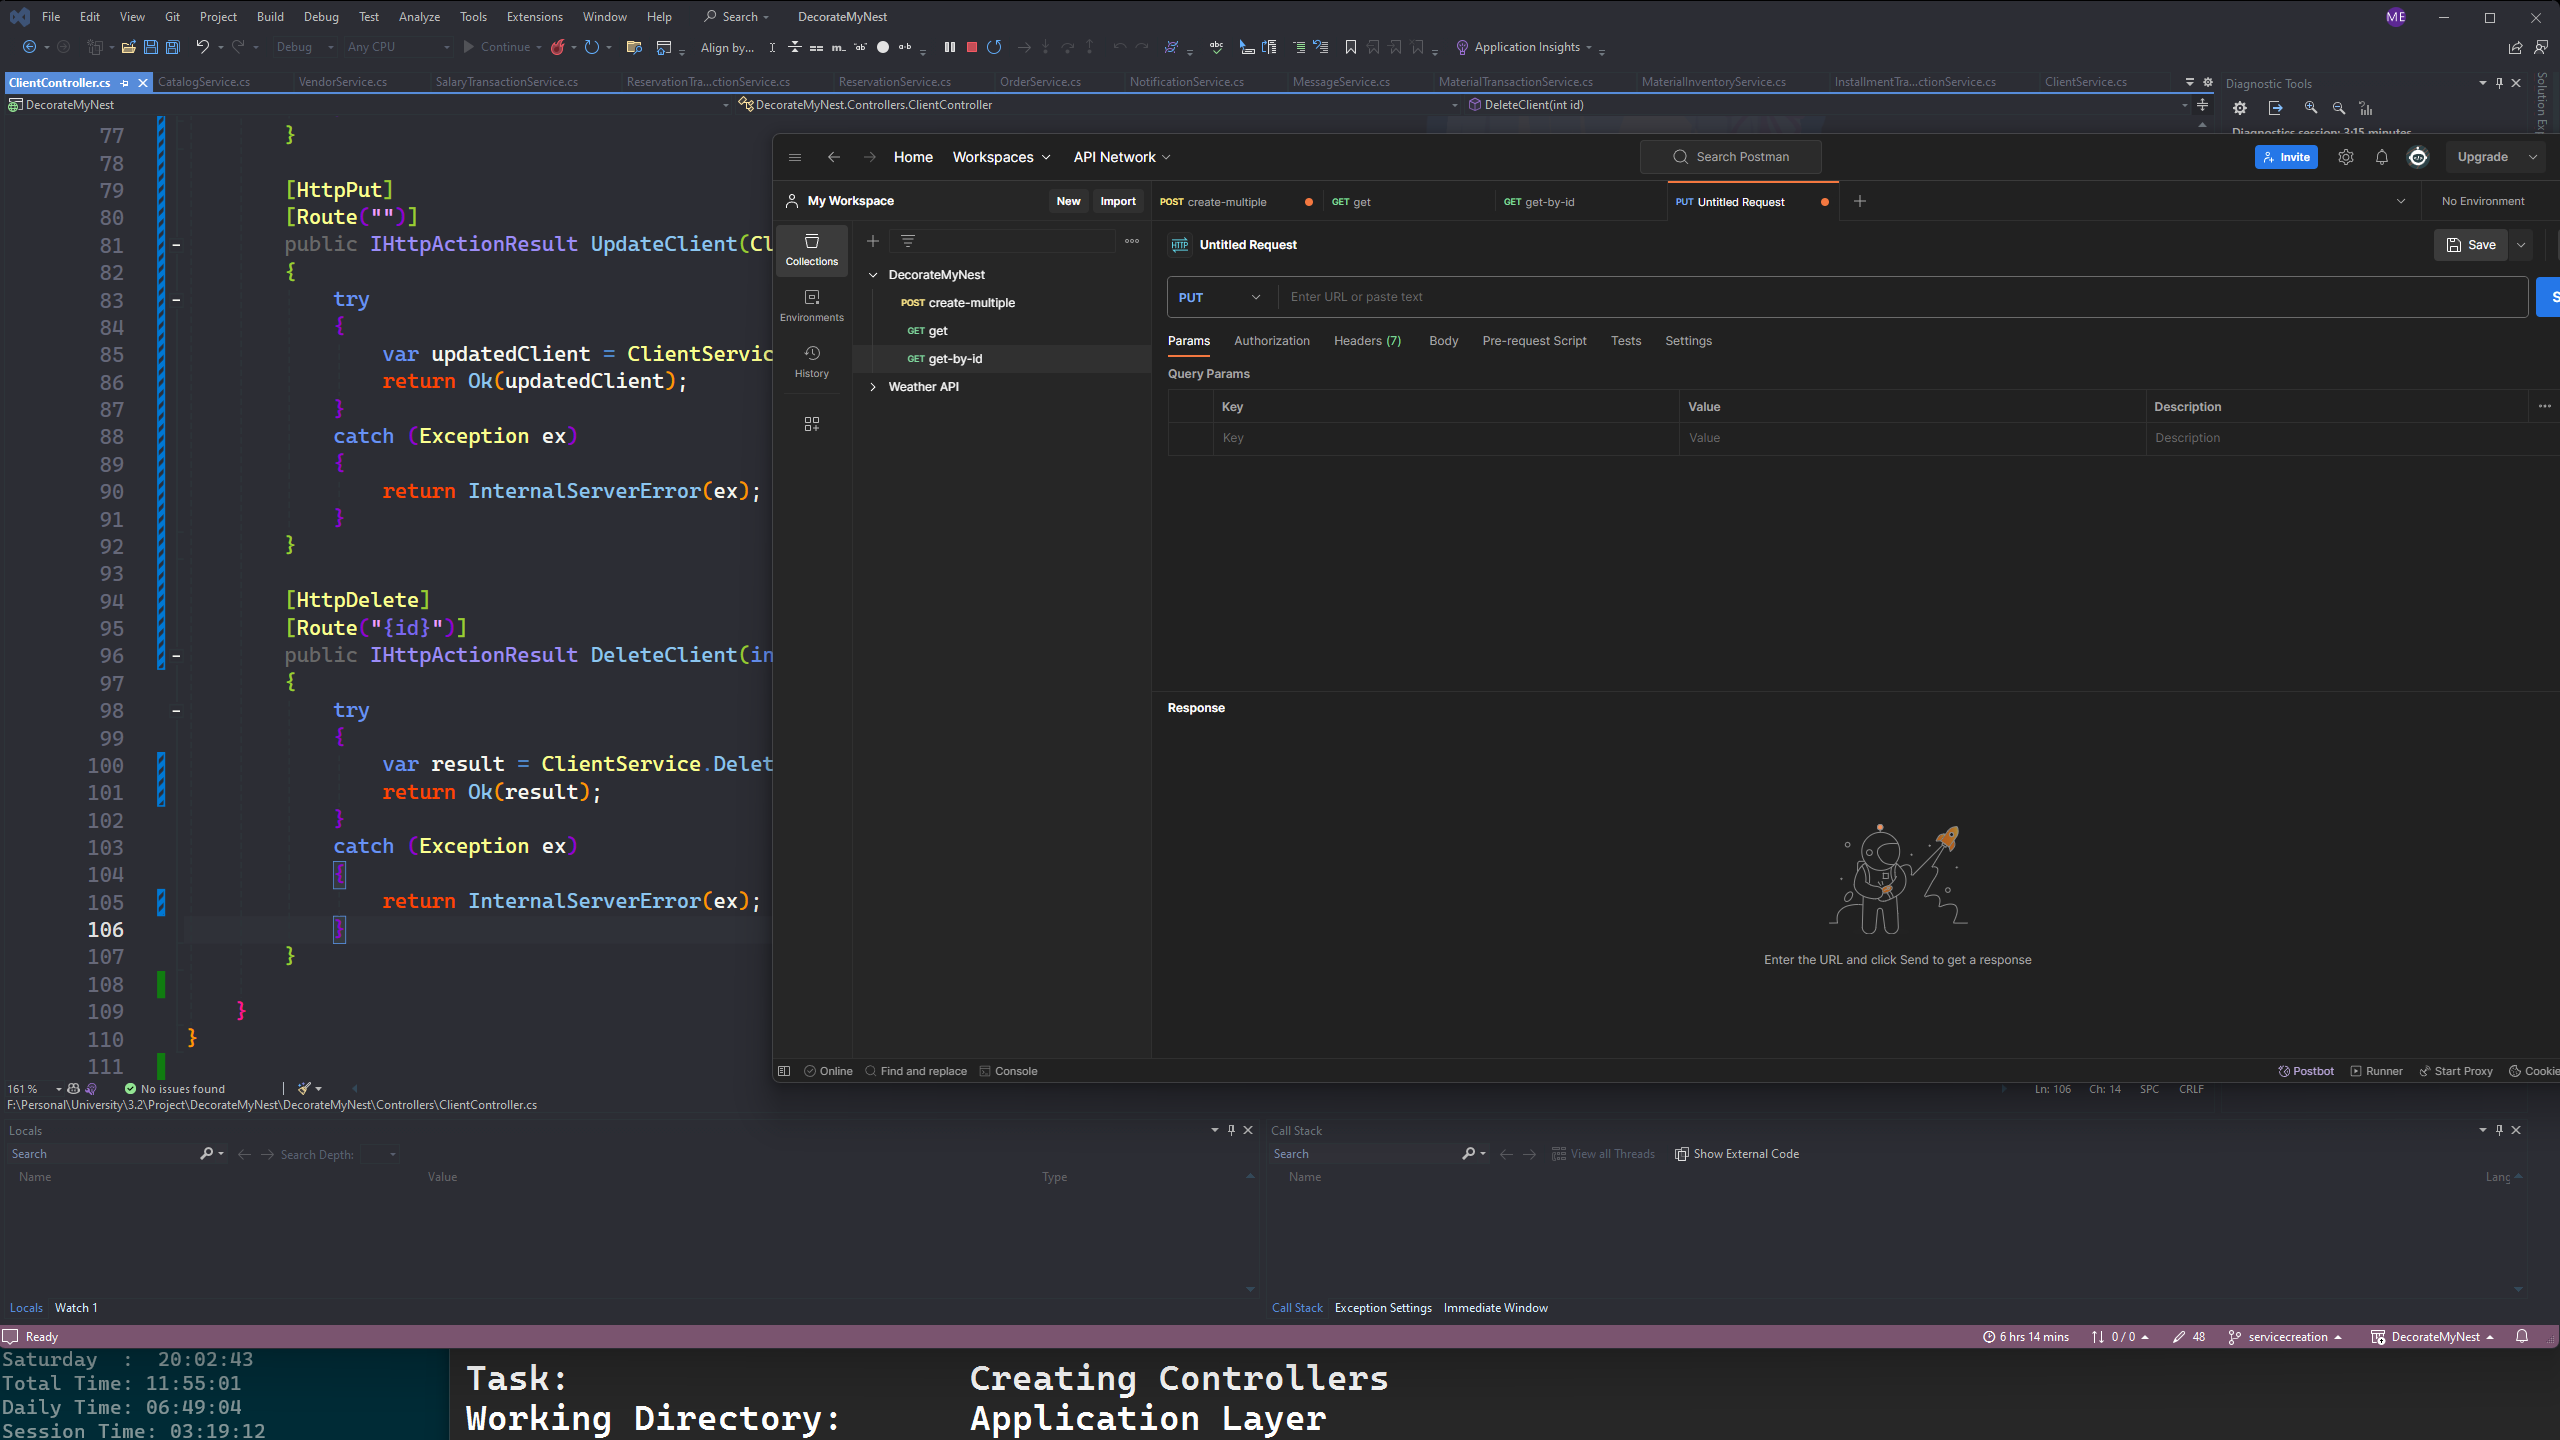 File Edit View Git Project Build Debug Test Analyze Tools Extensions Window Help Search DecorateMyNest ME
Debug Any CPU Continue Align by... Application Insights
ClientController.cs CatalogService.cs VendorService.cs SalaryTransactionService.cs ReservationTra...ctionService.cs ReservationService.cs OrderService.cs NotificationService.cs MessageService.cs MaterialTransactionService.cs MaterialInventoryService.cs InstallmentTra...ctionService.cs ClientService.cs
Diagnostic Tools
DecorateMyNest DecorateMyNest.Controllers.ClientController DeleteClient(int id)
Diagnostics session: 3:15 minutes
77 }
78
79 [HttpPut]
80 [Route("")]
81 public IHttpActionResult UpdateClient(Cl
82 {
83 try
84 {
85 var updatedClient = ClientServic
86 return Ok(updatedClient);
87 }
88 catch (Exception ex)
89 {
90 return InternalServerError(ex);
91 }
92 }
93
94 [HttpDelete]
95 [Route("{id}")]
96 public IHttpActionResult DeleteClient(in
97 {
98 try
99 {
100 var result = ClientService.Delet
101 return Ok(result);
102 }
103 catch (Exception ex)
104 {
105 return InternalServerError(ex);
106 }
107 }
108
109 }
110 }
111
Home Workspaces API Network Search Postman Invite Upgrade
My Workspace New Import
POST create-multiple GET get GET get-by-id PUT Untitled Request No Environment
Collections
Environments
History
DecorateMyNest
POST create-multiple
GET get
GET get-by-id
Weather API
HTTP Untitled Request Save
PUT Enter URL or paste text S
Params Authorization Headers (7) Body Pre-request Script Tests Settings
Query Params
Key Value Description
Key Value Description
Response
Enter the URL and click Send to get a response
Online Find and replace Console Postbot Runner Start Proxy Cookie
161 % No issues found Ln: 106 Ch: 14 SPC CRLF
F:\Personal\University\3.2\Project\DecorateMyNest\DecorateMyNest\Controllers\ClientController.cs
Locals
Search Search Depth:
Name Value Type
Locals Watch 1
Call Stack
Search View all Threads Show External Code
Name Lang
Call Stack Exception Settings Immediate Window
Ready 6 hrs 14 mins 0 / 0 48 servicecreation DecorateMyNest
Saturday : 20:02:43
Total Time: 11:55:01
Daily Time: 06:49:04
Session Time: 03:19:12
Task: Creating Controllers
Working Directory: Application Layer